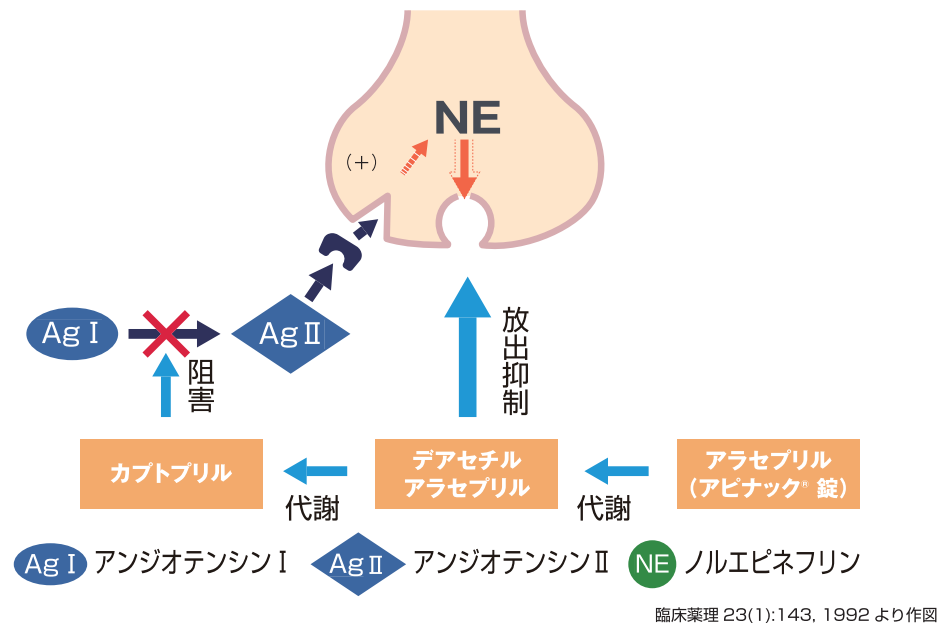 NE
(+)
Ag Ⅰ
Ag Ⅱ
阻害
放出抑制
カプトプリル
デアセチル
アラセプリル
アラセプリル
(アピナック® 錠)
代謝
代謝
Ag Ⅰ アンジオテンシンⅠ Ag Ⅱ アンジオテンシンⅡ NE ノルエピネフリン
臨床薬理 23(1):143, 1992 より作図